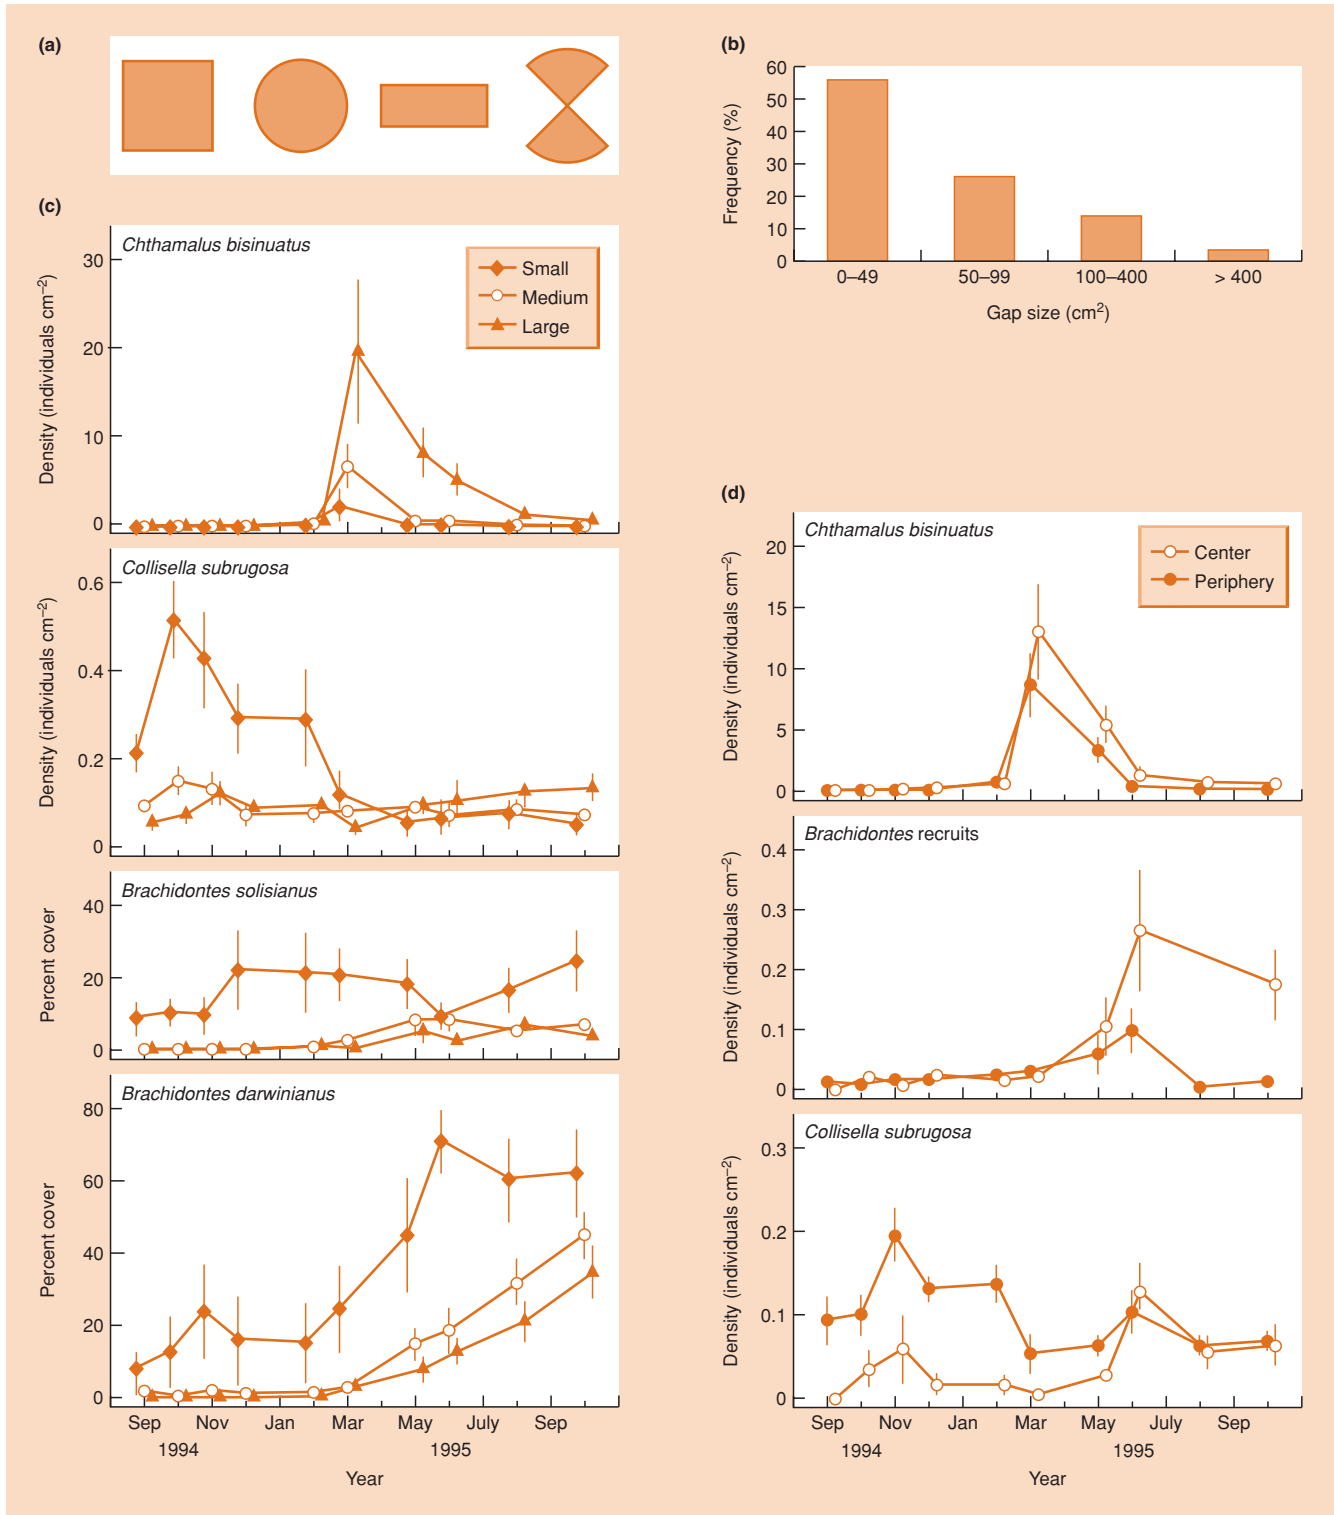 (a)
(b)
60
50
40
30
20
10
0
Frequency (%)
0–49
50–99
100–400
> 400
Gap size (cm²)
(c)
Chthamalus bisinuatus
Small
Medium
Large
30
20
10
0
Density (individuals cm⁻²)
Collisella subrugosa
0.6
0.4
0.2
0
Density (individuals cm⁻²)
Brachidontes solisianus
40
20
0
Percent cover
Brachidontes darwinianus
80
60
40
20
0
Percent cover
Sep Nov Jan Mar May July Sep
1994 1995
Year
(d)
Chthamalus bisinuatus
Center
Periphery
20
15
10
5
0
Density (individuals cm⁻²)
Brachidontes recruits
0.4
0.3
0.2
0.1
0
Density (individuals cm⁻²)
Collisella subrugosa
0.3
0.2
0.1
0
Density (individuals cm⁻²)
Sep Nov Jan Mar May July Sep
1994 1995
Year